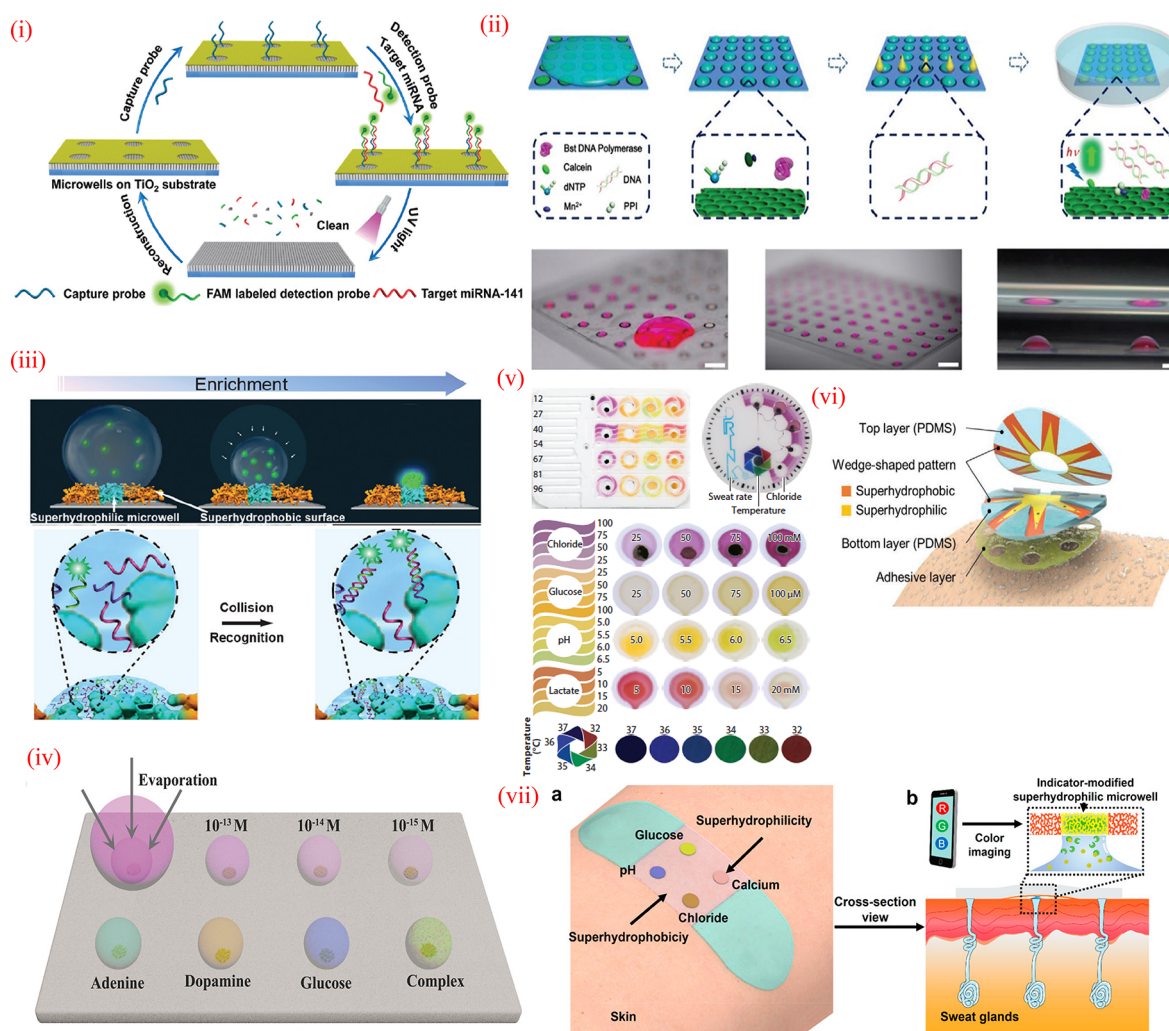 (i)
Capture probe
Detection probe
Target miRNA
Microwells on TiO2 substrate
Clean
UV light
Reconstruction
Capture probe
FAM labeled detection probe
Target miRNA-141
(ii)
Bst DNA Polymerase
Calcein
dNTP
DNA
Mn2+
PPI
hν
(iii)
Enrichment
Superhydrophilic microwell
Superhydrophobic surface
Collision
Recognition
(iv)
Evaporation
10-13 M
10-14 M
10-15 M
Adenine
Dopamine
Glucose
Complex
(v)
12
27
40
54
67
81
96
DRINK
Sweat rate
Chloride
Temperature
Chloride
100
75
50
25
25
50
75
100 mM
Glucose
25
50
75
100
25
50
75
100 µM
pH
5.0
5.5
6.0
6.5
5.0
5.5
6.0
6.5
Lactate
5
10
15
20
5
10
15
20 mM
Temperature
(°C)
37
32
36
33
35
34
37
36
35
34
33
32
(vi)
Top layer (PDMS)
Wedge-shaped pattern
Superhydrophobic
Superhydrophilic
Bottom layer (PDMS)
Adhesive layer
(vii)
a
Glucose
Superhydrophilicity
pH
Calcium
Chloride
Superhydrophobiciy
Skin
Cross-section
view
b
R
G
B
Color
imaging
Indicator-modified
superhydrophilic microwell
Sweat glands